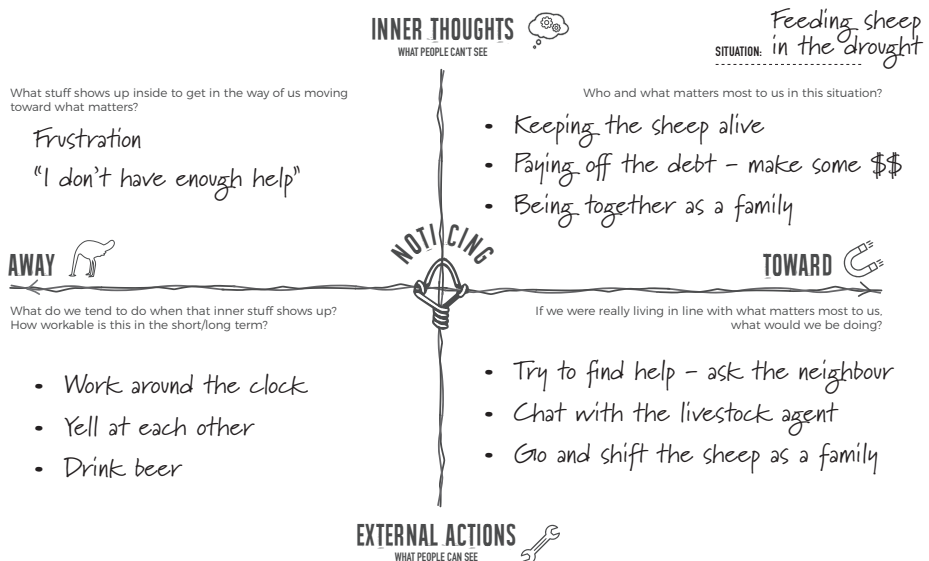 INNER THOUGHTS
WHAT PEOPLE CAN'T SEE
SITUATION: Feeding sheep
in the drought
What stuff shows up inside to get in the way of us moving
toward what matters?
Frustration
"I don't have enough help"
Who and what matters most to us in this situation?
• Keeping the sheep alive
• Paying off the debt – make some $$
• Being together as a family
NOTICING
AWAY
TOWARD
What do we tend to do when that inner stuff shows up?
How workable is this in the short/long term?
• Work around the clock
• Yell at each other
• Drink beer
If we were really living in line with what matters most to us,
what would we be doing?
• Try to find help – ask the neighbour
• Chat with the livestock agent
• Go and shift the sheep as a family
EXTERNAL ACTIONS
WHAT PEOPLE CAN SEE